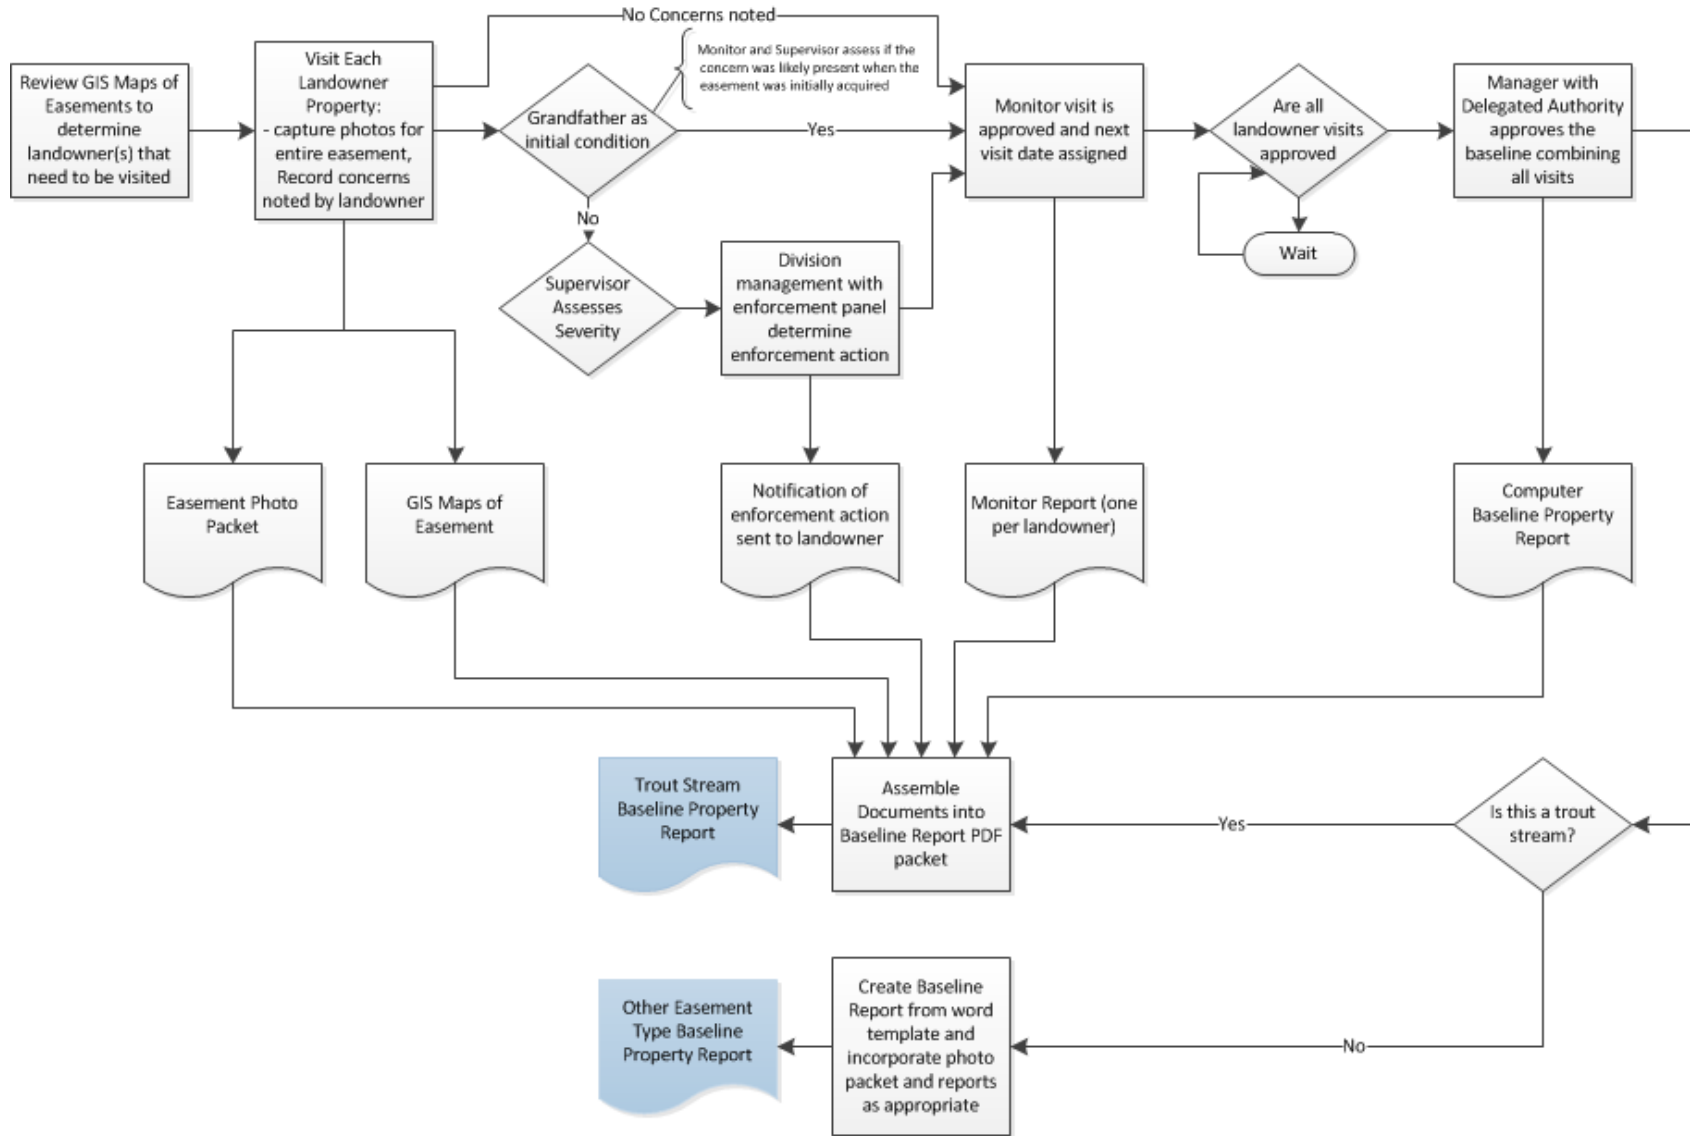 No Concerns noted
Review GIS Maps of
Easements to
determine
landowner(s) that
need to be visited
Visit Each
Landowner
Property:
- capture photos for
entire easement,
Record concerns
noted by landowner
Monitor and Supervisor assess if the
concern was likely present when the
easement was initially acquired
Grandfather as
initial condition
Yes
No
Monitor visit is
approved and next
visit date assigned
Are all
landowner visits
approved
Wait
Manager with
Delegated Authority
approves the
baseline combining
all visits
Supervisor
Assesses
Severity
Division
management with
enforcement panel
determine
enforcement action
Easement Photo
Packet
GIS Maps of
Easement
Notification of
enforcement action
sent to landowner
Monitor Report (one
per landowner)
Computer
Baseline Property
Report
Trout Stream
Baseline Property
Report
Assemble
Documents into
Baseline Report PDF
packet
Yes
Is this a trout
stream?
Other Easement
Type Baseline
Property Report
Create Baseline
Report from word
template and
incorporate photo
packet and reports
as appropriate
No